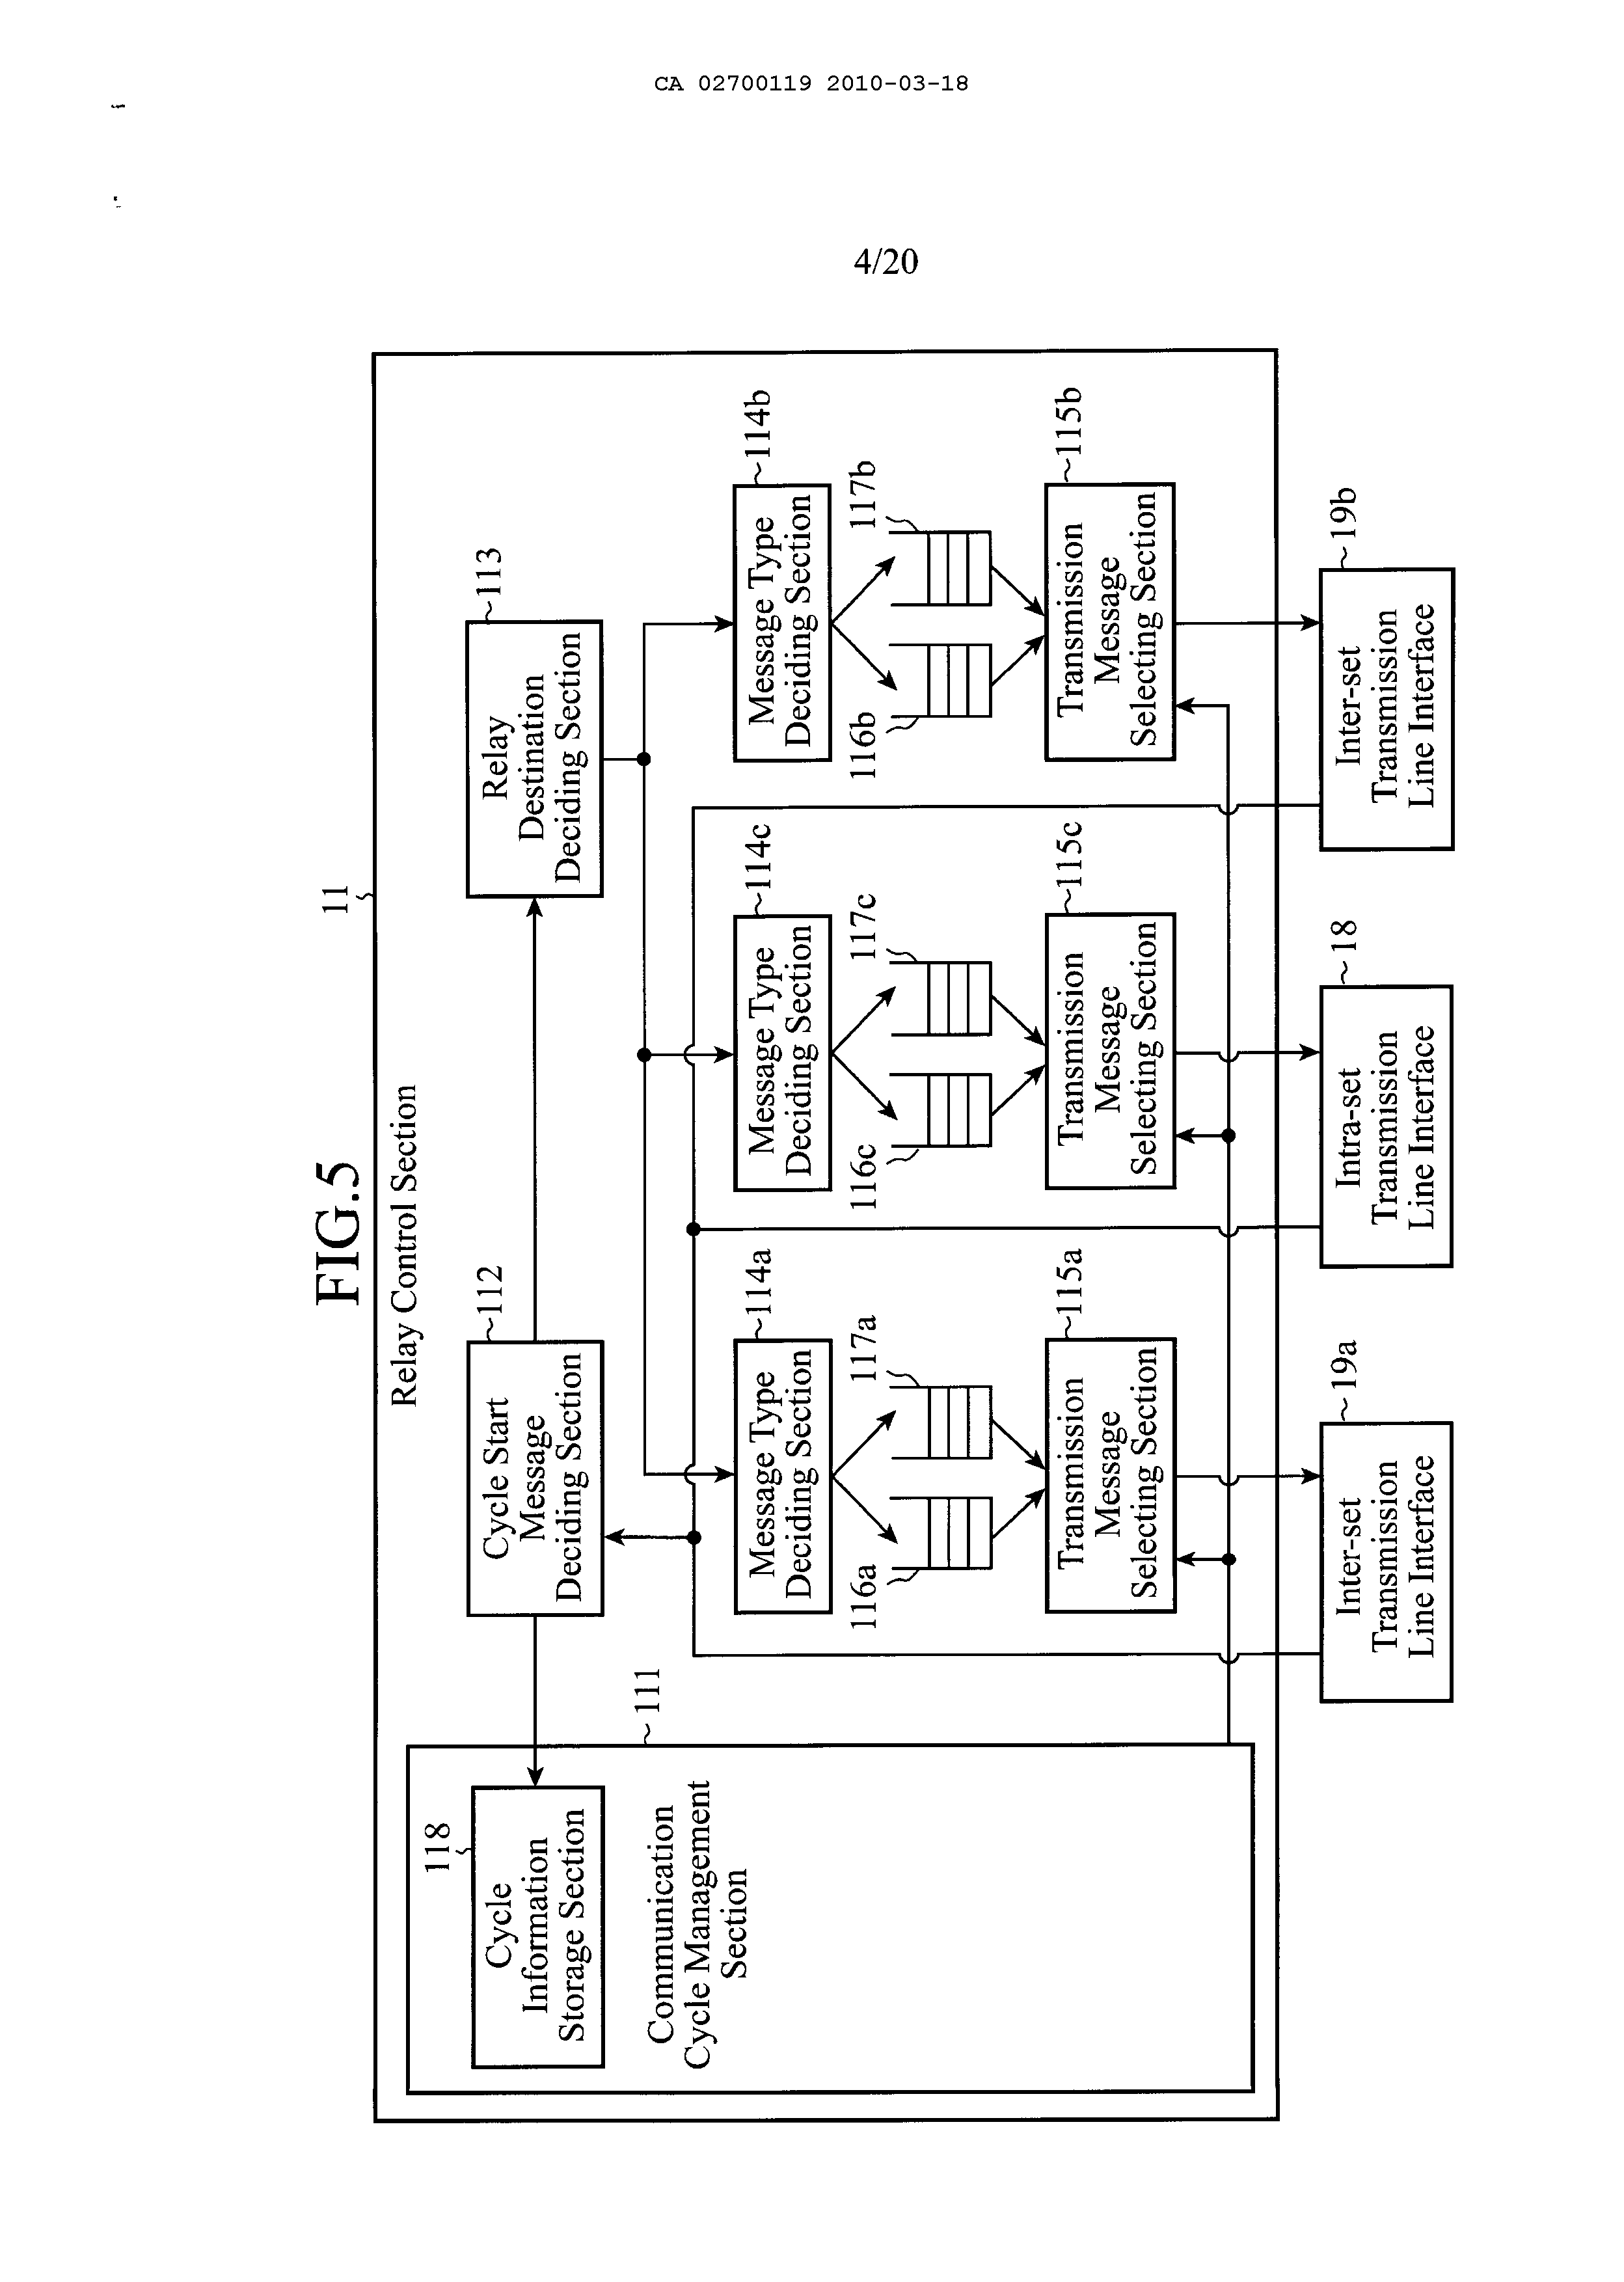 CA 02700119 2010-03-18
4/20
FIG.5
11
Relay Control Section
118
Cycle
Information
Storage Section
111
Communication
Cycle Management
Section
112
Cycle Start
Message
Deciding Section
113
Relay
Destination
Deciding Section
114a
Message Type
Deciding Section
114c
Message Type
Deciding Section
114b
Message Type
Deciding Section
116a
117a
116c
117c
116b
117b
115a
Transmission
Message
Selecting Section
115c
Transmission
Message
Selecting Section
115b
Transmission
Message
Selecting Section
19a
Inter-set
Transmission
Line Interface
18
Intra-set
Transmission
Line Interface
19b
Inter-set
Transmission
Line Interface